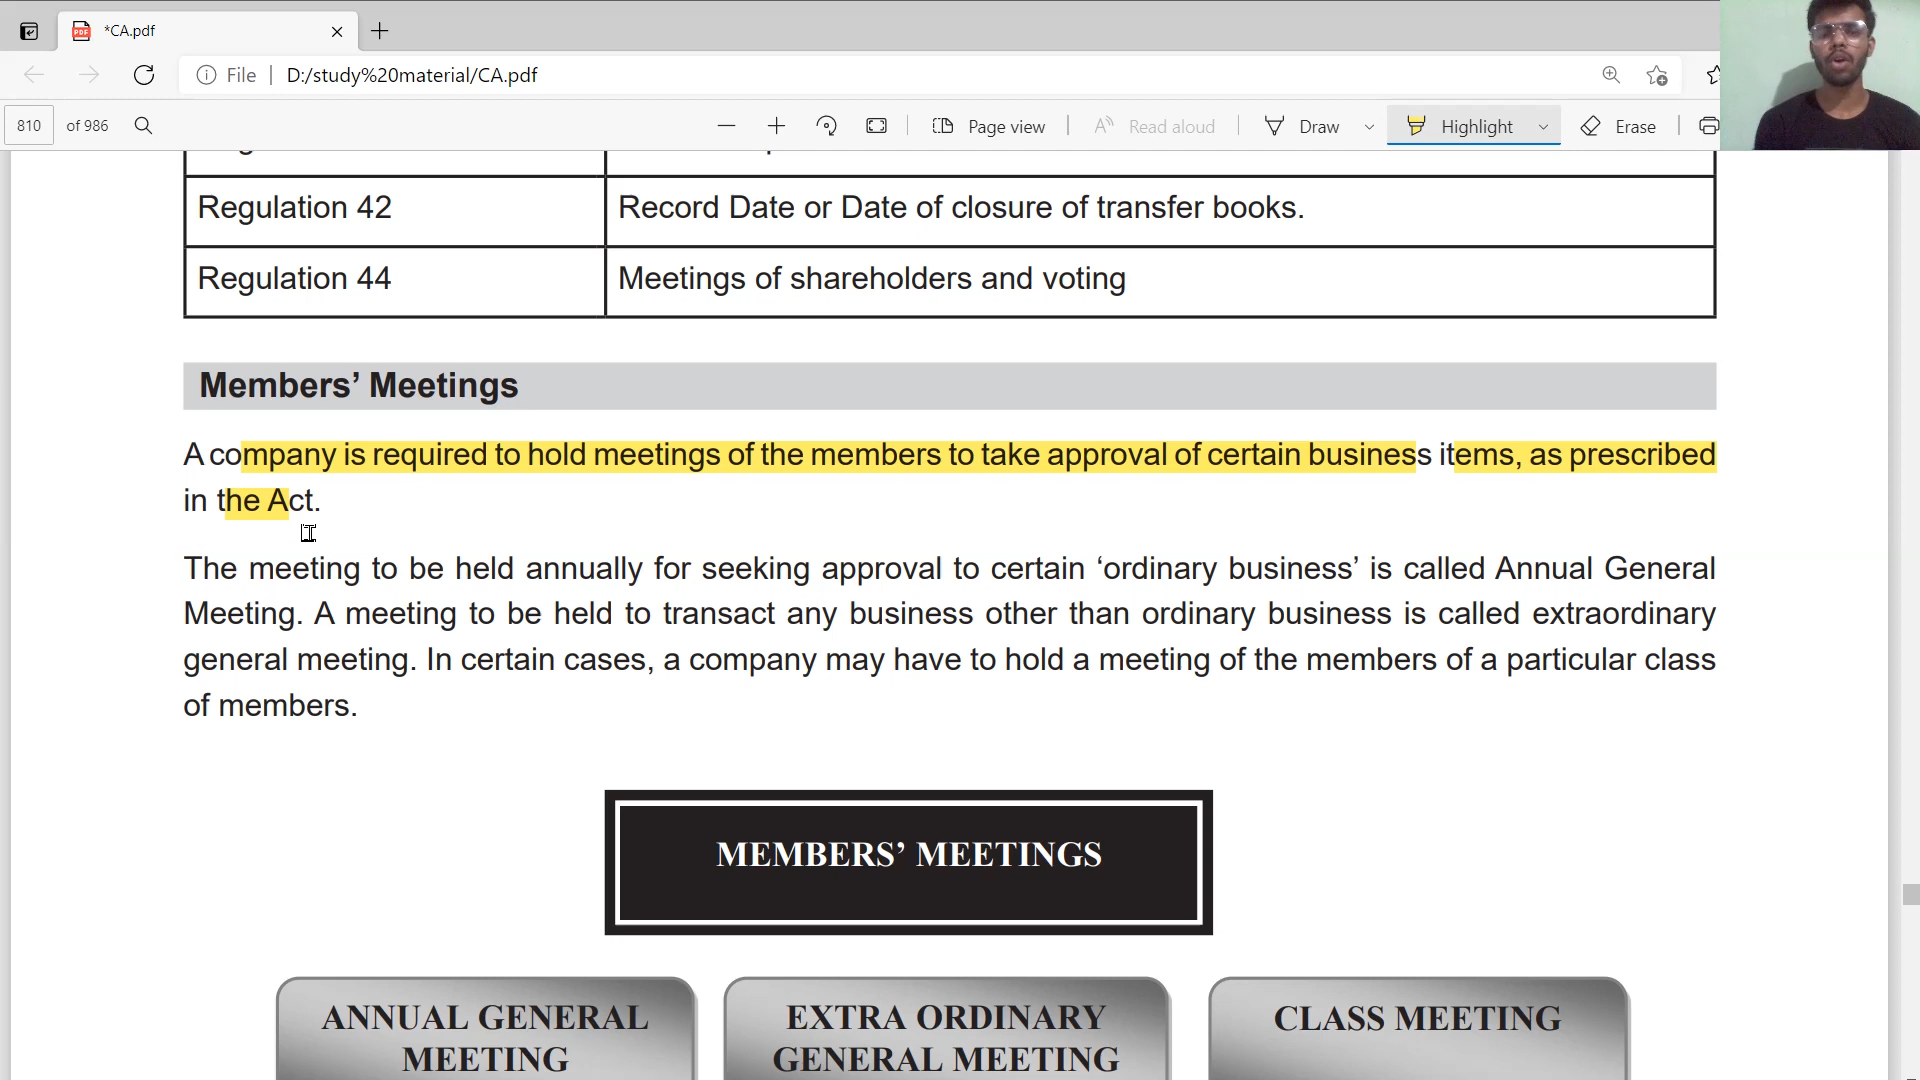 *CA.pdf
File
D:/study%20material/CA.pdf
810 of 986
Page view
Read aloud
Draw
Highlight
Erase
Regulation 42 Record Date or Date of closure of transfer books.
Regulation 44 Meetings of shareholders and voting
Members’ Meetings
A company is required to hold meetings of the members to take approval of certain business items, as prescribed
in the Act.
The meeting to be held annually for seeking approval to certain ‘ordinary business’ is called Annual General
Meeting. A meeting to be held to transact any business other than ordinary business is called extraordinary
general meeting. In certain cases, a company may have to hold a meeting of the members of a particular class
of members.
MEMBERS’ MEETINGS
ANNUAL GENERAL
MEETING
EXTRA ORDINARY
GENERAL MEETING
CLASS MEETING